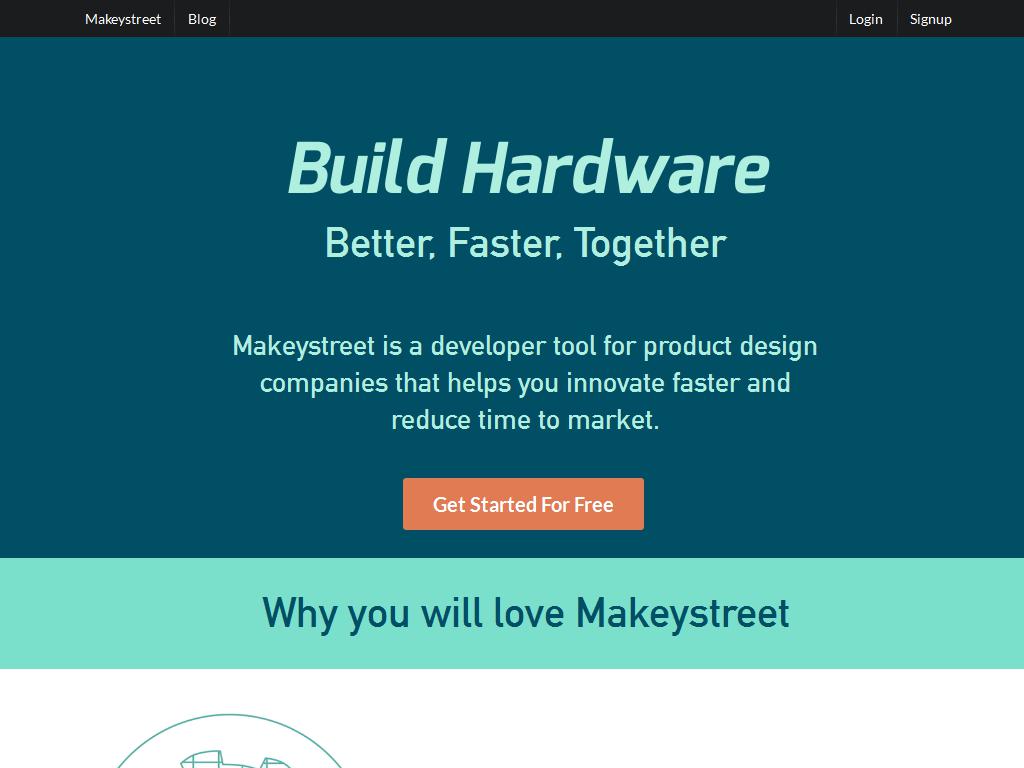 Makeystreet
Blog
Login
Signup
Build Hardware
Better, Faster, Together
Makeystreet is a developer tool for product design
companies that helps you innovate faster and
reduce time to market.
Get Started For Free
Why you will love Makeystreet